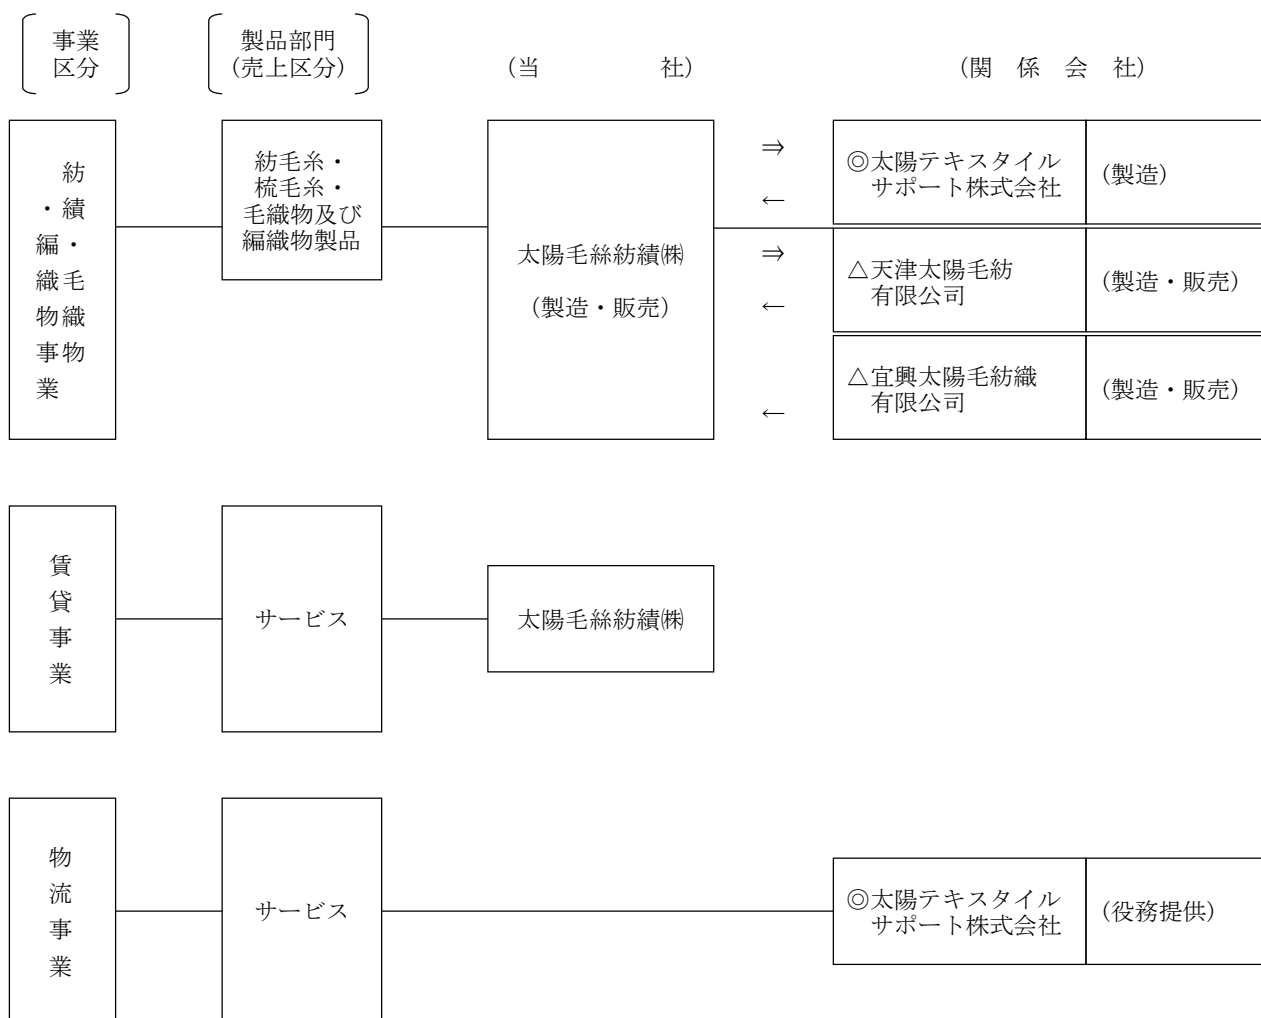 事業
区分
製品部門
(売上区分)
(当　　　社)
(関　係　会　社)
紡績・毛織物
・編織物事業
紡毛糸・
梳毛糸・
毛織物及び
編織物製品
太陽毛絲紡績㈱
(製造・販売)
⇒
←
⇒
←
←
◎太陽テキスタイル
サポート株式会社
(製造)
△天津太陽毛紡
有限公司
(製造・販売)
△宜興太陽毛紡織
有限公司
(製造・販売)
賃貸事業
サービス
太陽毛絲紡績㈱
物流事業
サービス
◎太陽テキスタイル
サポート株式会社
(役務提供)